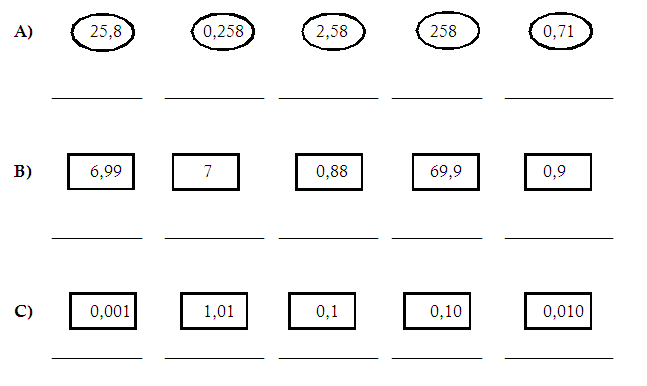 A) 25,8 0,258 2,58 258 0,71
B) 6,99 7 0,88 69,9 0,9
C) 0,001 1,01 0,1 0,10 0,010